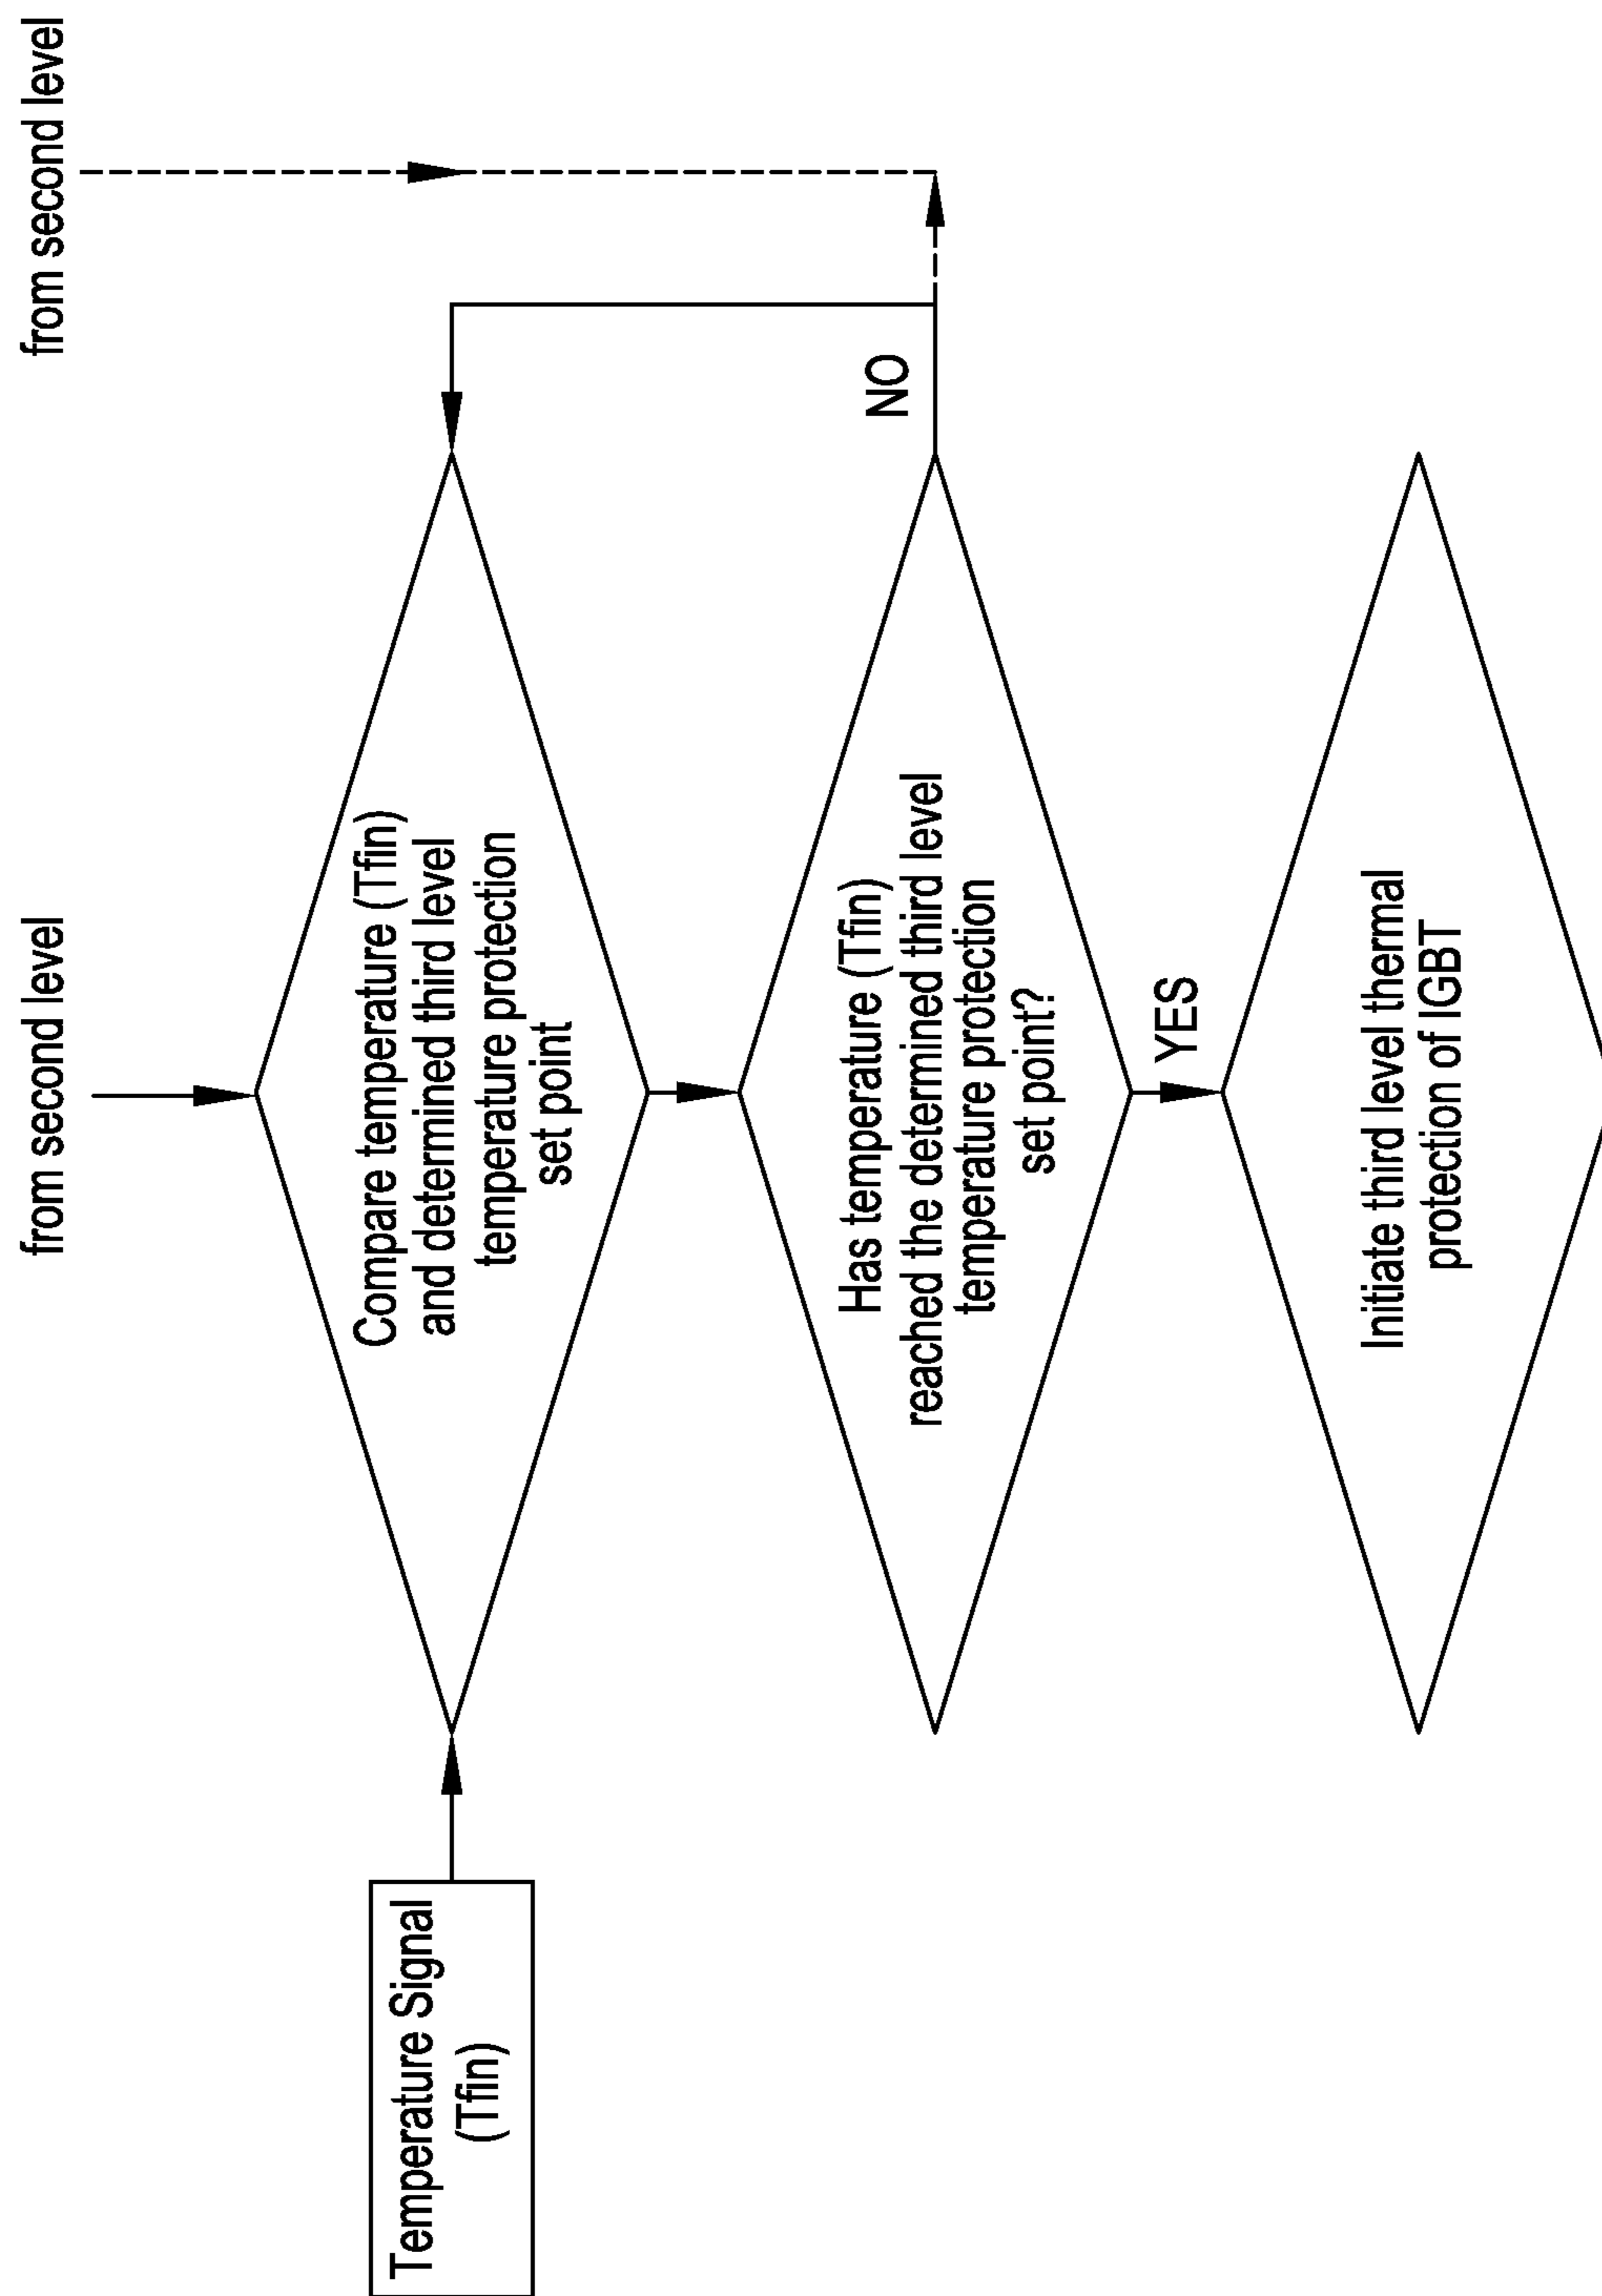 from second level
from second level
Temperature Signal
(Tfin)
Compare temperature (Tfin)
and determined third level
temperature protection
set point
Has temperature (Tfin)
reached the determined third level
temperature protection
set point?
NO
YES
Initiate third level thermal
protection of IGBT